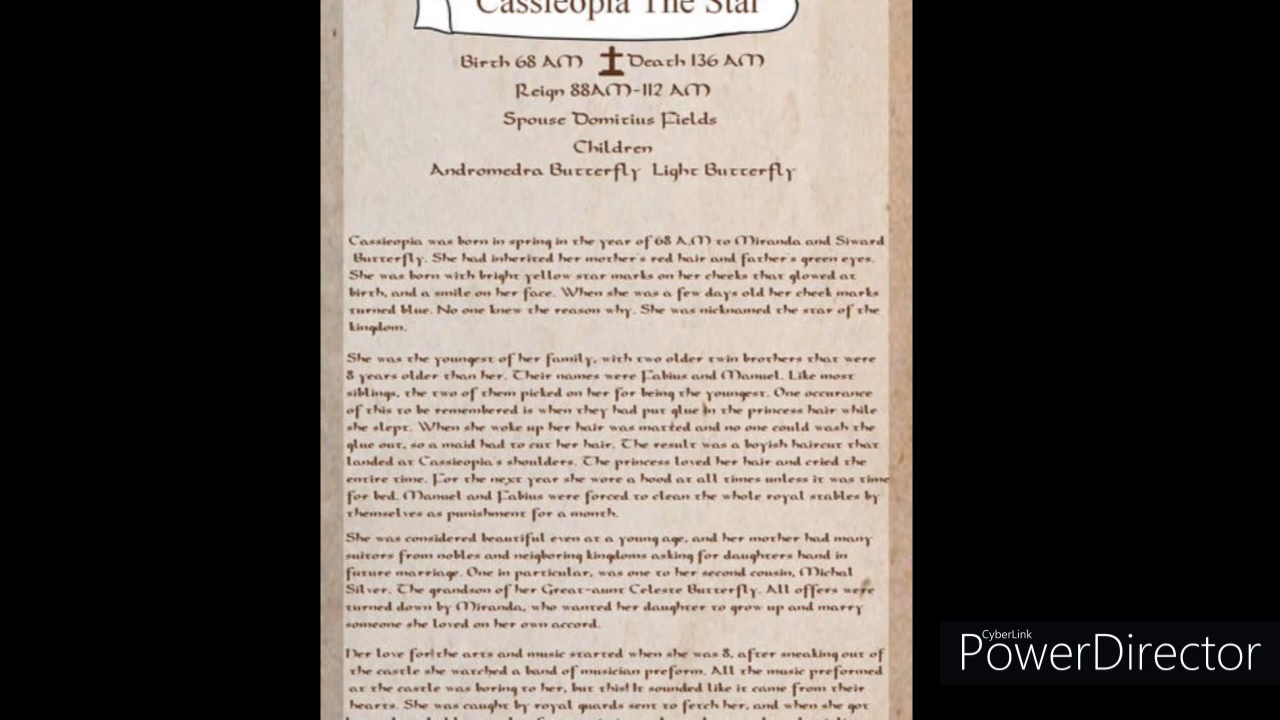 Cassieopia The Star
Birth 68 AM Death 136 AM
Reign 88AM-112 AM
Spouse Domitius Fields
Children
Andromedra Butterfly Light Butterfly
Cassieopia was born in spring in the year of 68 A.M to Miranda and Siward
Butterfly. She had inherited her mother's red hair and father's green eyes.
She was born with bright yellow star marks on her cheeks that glowed at
birth, and a smile on her face. When she was a few days old her cheek marks
turned blue. No one knew the reason why. She was nicknamed the star of the
kingdom.
She was the youngest of her family, with two older twin brothers that were
8 years older than her. Their names were Fabius and Manuel. Like most
siblings, the two of them picked on her for being the youngest. One occurance
of this to be remembered is when they had put glue in the princess hair while
she slept. When she woke up her hair was matted and no one could wash the
glue out, so a maid had to cut her hair. The result was a boyish haircut that
landed at Cassieopia's shoulders. The princess loved her hair and cried the
entire time. For the next year she wore a hood at all times unless it was time
for bed. Manuel and Fabius were forced to clean the whole royal stables by
themselves as punishment for a month.
She was considered beautiful even at a young age, and her mother had many
suitors from nobles and neigboring kingdoms asking for daughters hand in
future marriage. One in particular, was one to her second cousin, Michal
Silver. The grandson of her Great-aunt Celeste Butterfly. All offers were
turned down by Miranda, who wanted her daughter to grow up and marry
someone she loved on her own accord.
Her love for the arts and music started when she was 8, after sneaking out of
the castle she watched a band of musician preform. All the music preformed
at the castle was boring to her, but this! It sounded like it came from their
hearts. She was caught by royal guards sent to fetch her, and when she got
CyberLink
PowerDirector